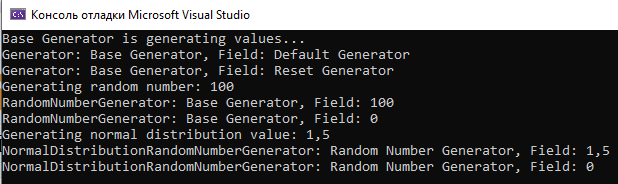 Консоль отладки Microsoft Visual Studio
Base Generator is generating values...
Generator: Base Generator, Field: Default Generator
Generator: Base Generator, Field: Reset Generator
Generating random number: 100
RandomNumberGenerator: Base Generator, Field: 100
RandomNumberGenerator: Base Generator, Field: 0
Generating normal distribution value: 1,5
NormalDistributionRandomNumberGenerator: Random Number Generator, Field: 1,5
NormalDistributionRandomNumberGenerator: Random Number Generator, Field: 0